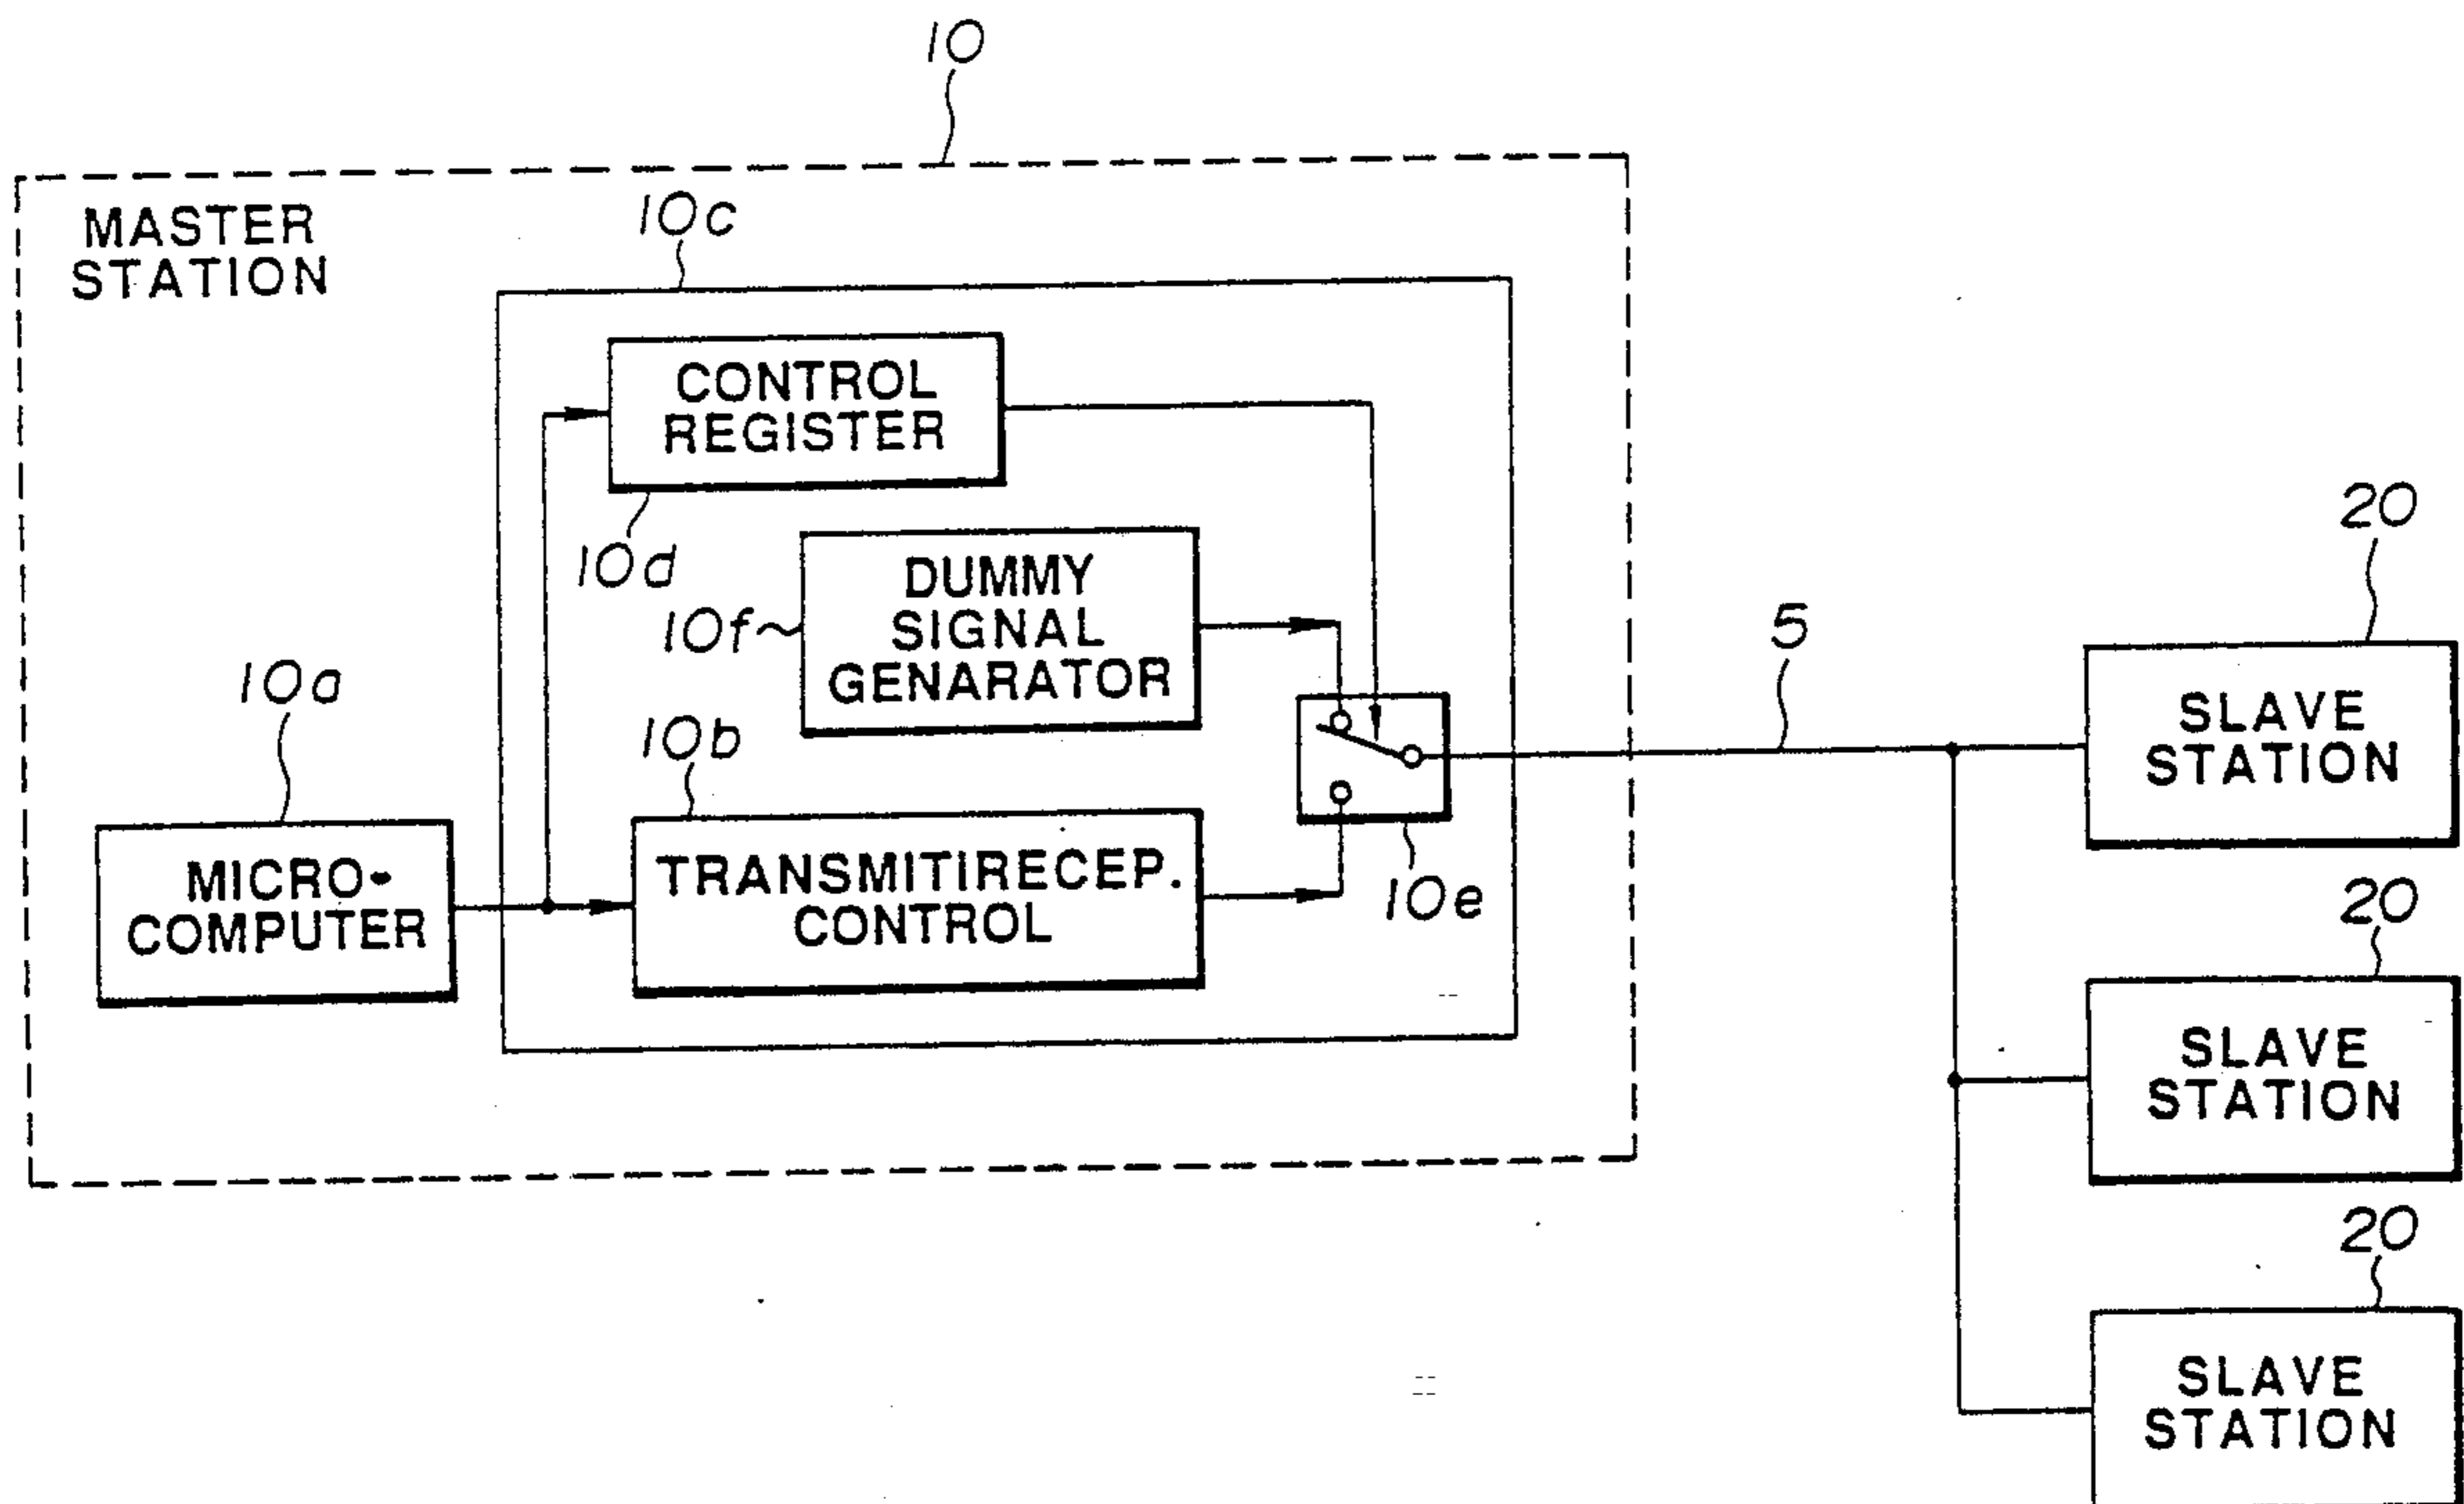 10
MASTER
STATION
10c
CONTROL
REGISTER
10d
DUMMY
SIGNAL
GENARATOR
10f
10a
10b
MICRO-
COMPUTER
TRANSMITIRECEP.
CONTROL
10e
5
20
SLAVE
STATION
20
SLAVE
STATION
20
SLAVE
STATION